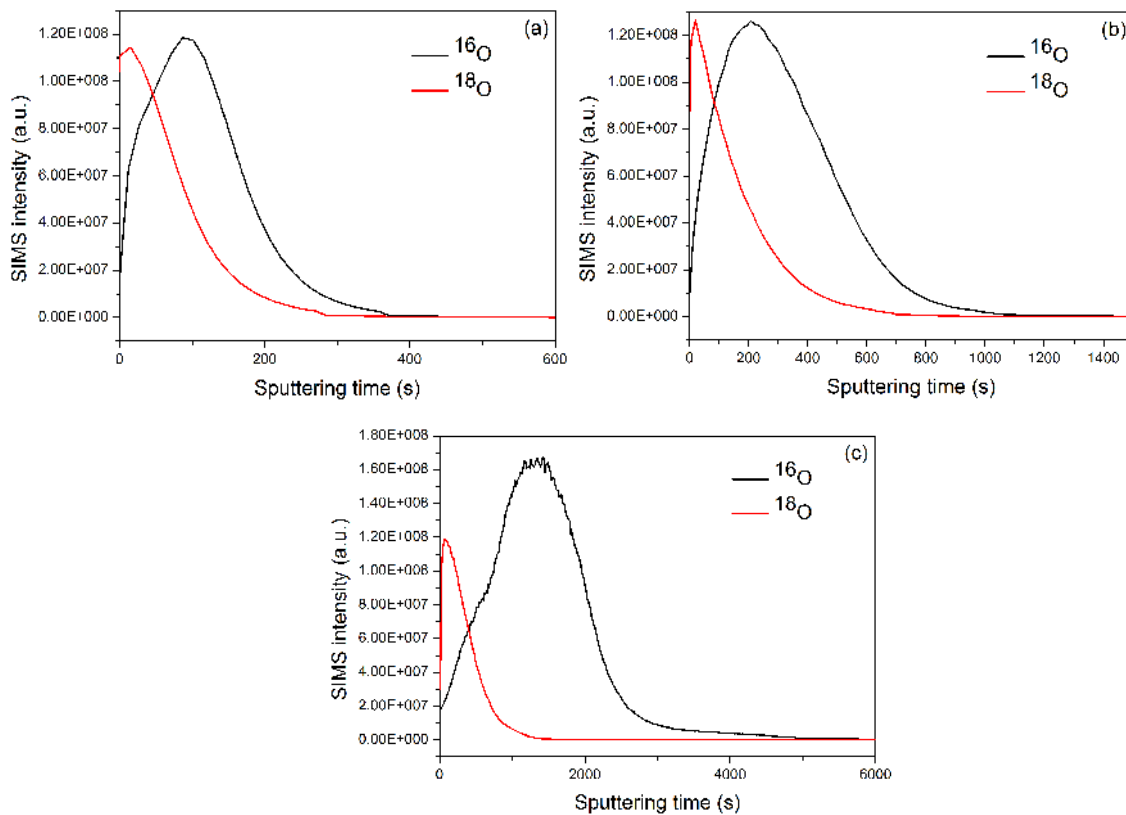 (a)
¹⁶O
¹⁸O
SIMS intensity (a.u.)
1.20E+008
1.00E+008
8.00E+007
6.00E+007
4.00E+007
2.00E+007
0.00E+000
0 200 400 600
Sputtering time (s)
(b)
¹⁶O
¹⁸O
SIMS intensity (a.u.)
1.20E+008
1.00E+008
8.00E+007
6.00E+007
4.00E+007
2.00E+007
0.00E+000
0 200 400 600 800 1000 1200 1400
Sputtering time (s)
(c)
¹⁶O
¹⁸O
SIMS intensity (a.u.)
1.80E+008
1.60E+008
1.40E+008
1.20E+008
1.00E+008
8.00E+007
6.00E+007
4.00E+007
2.00E+007
0.00E+000
0 2000 4000 6000
Sputtering time (s)